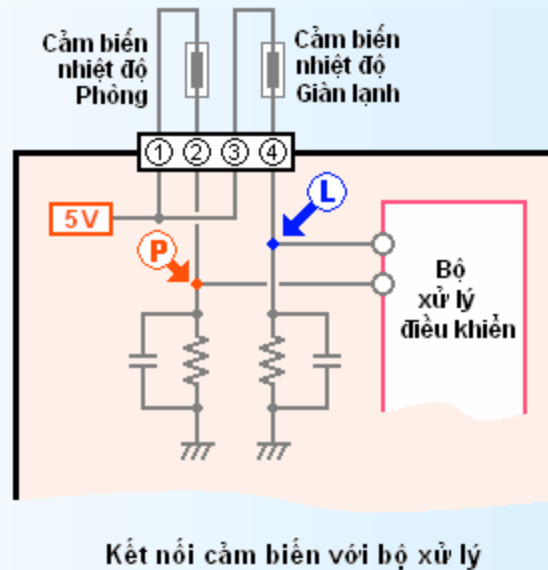 Cảm biến
nhiệt độ
Phòng
Cảm biến
nhiệt độ
Giàn lạnh
1 2 3 4
5V
L
P
Bộ
xử lý
điều khiển
Kết nối cảm biến với bộ xử lý